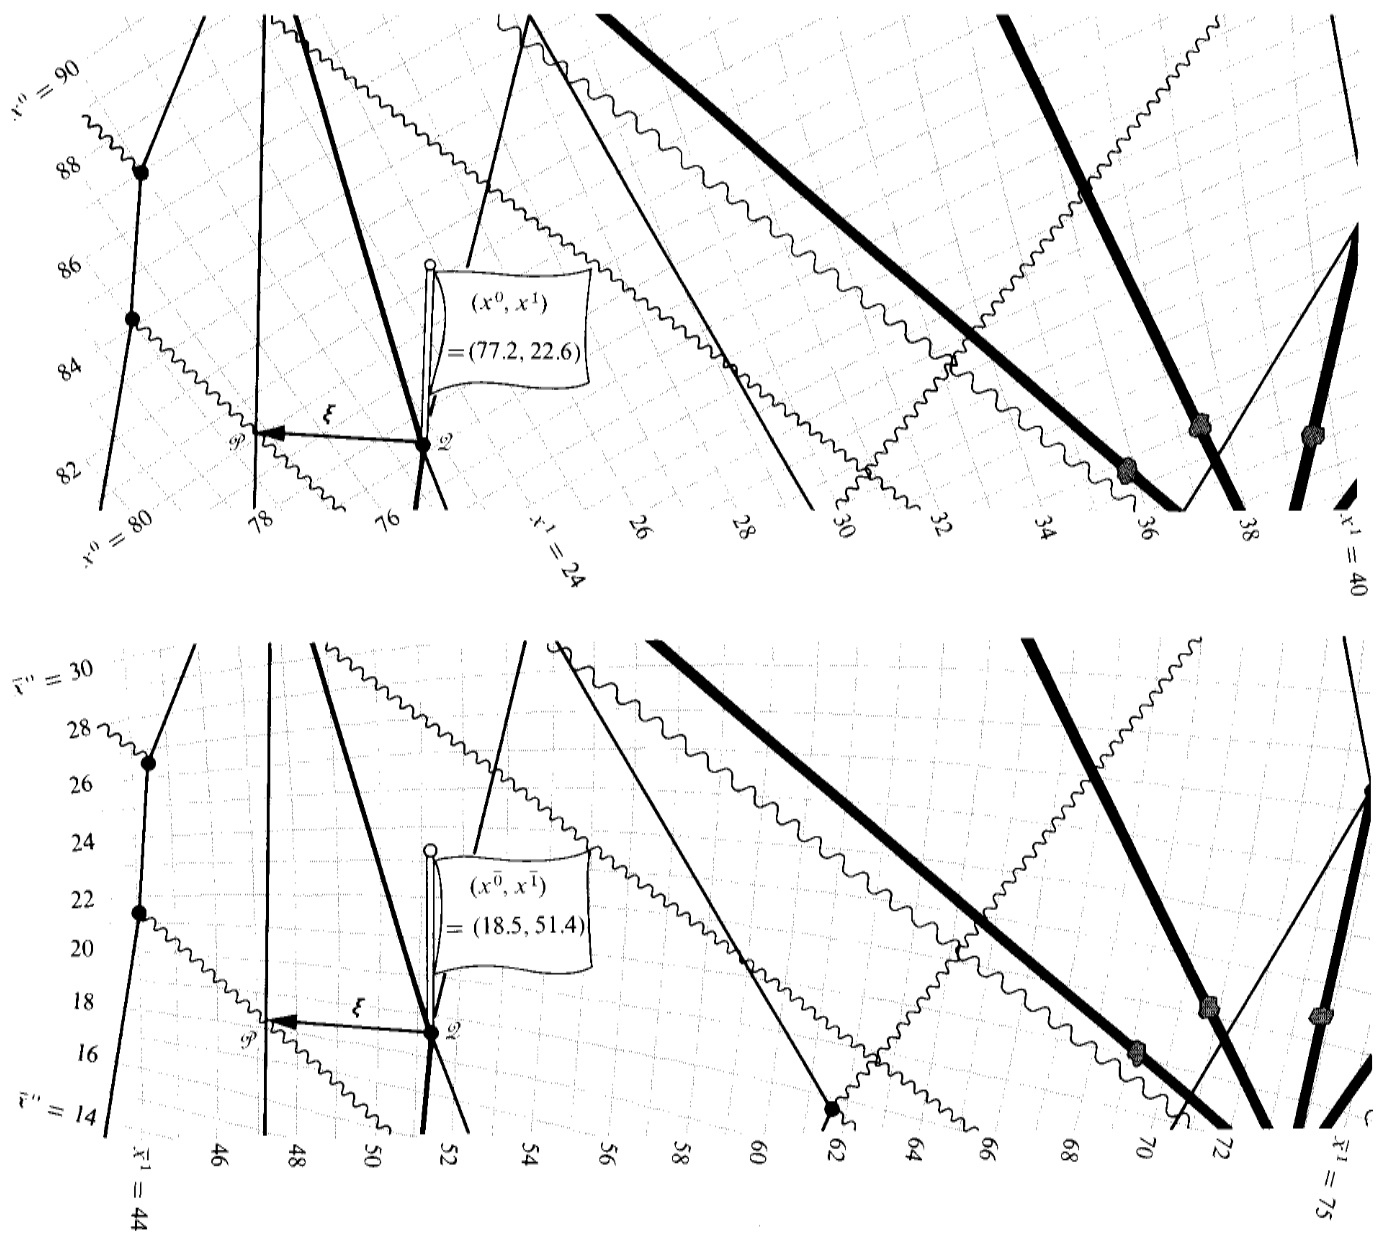 x⁰ = 90
88
86
84
82
(x⁰, x¹)
=(77.2, 22.6)
ξ
𝒫
𝒬
x⁰ = 80
78
76
x¹ = 24
26
28
30
32
34
36
38
x¹ = 40
30
28
26
24
22
20
18
16
= 14
(x^0̄, x^1̄)
= (18.5, 51.4)
ξ
𝒫
𝒬
x̄¹ = 44
46
48
50
52
54
56
58
60
62
64
66
68
70
72
x̄¹ = 75